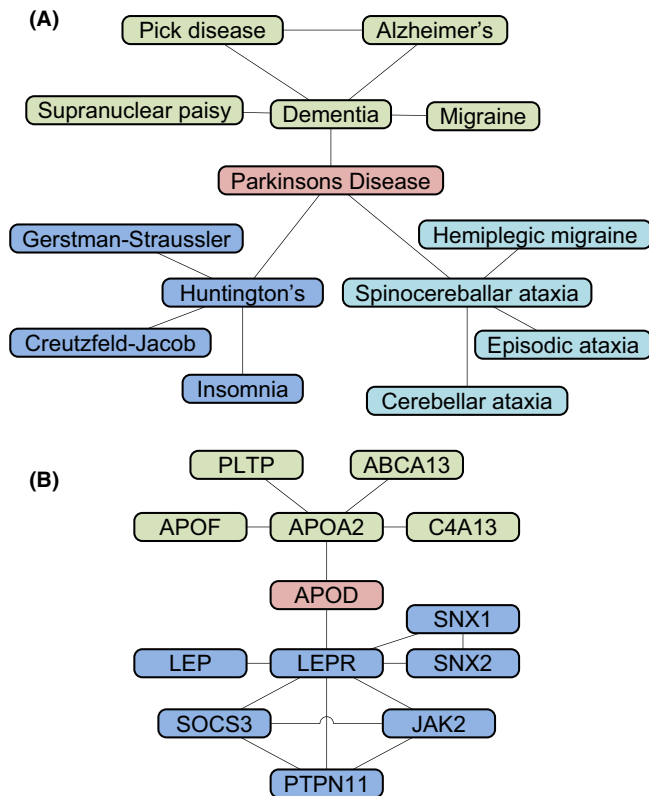 (A)
Pick disease
Alzheimer's
Supranuclear paisy
Dementia
Migraine
Parkinsons Disease
Gerstman-Straussler
Hemiplegic migraine
Huntington's
Spinocereballar ataxia
Creutzfeld-Jacob
Episodic ataxia
Insomnia
Cerebellar ataxia
(B)
PLTP
ABCA13
APOF
APOA2
C4A13
APOD
SNX1
LEP
LEPR
SNX2
SOCS3
JAK2
PTPN11